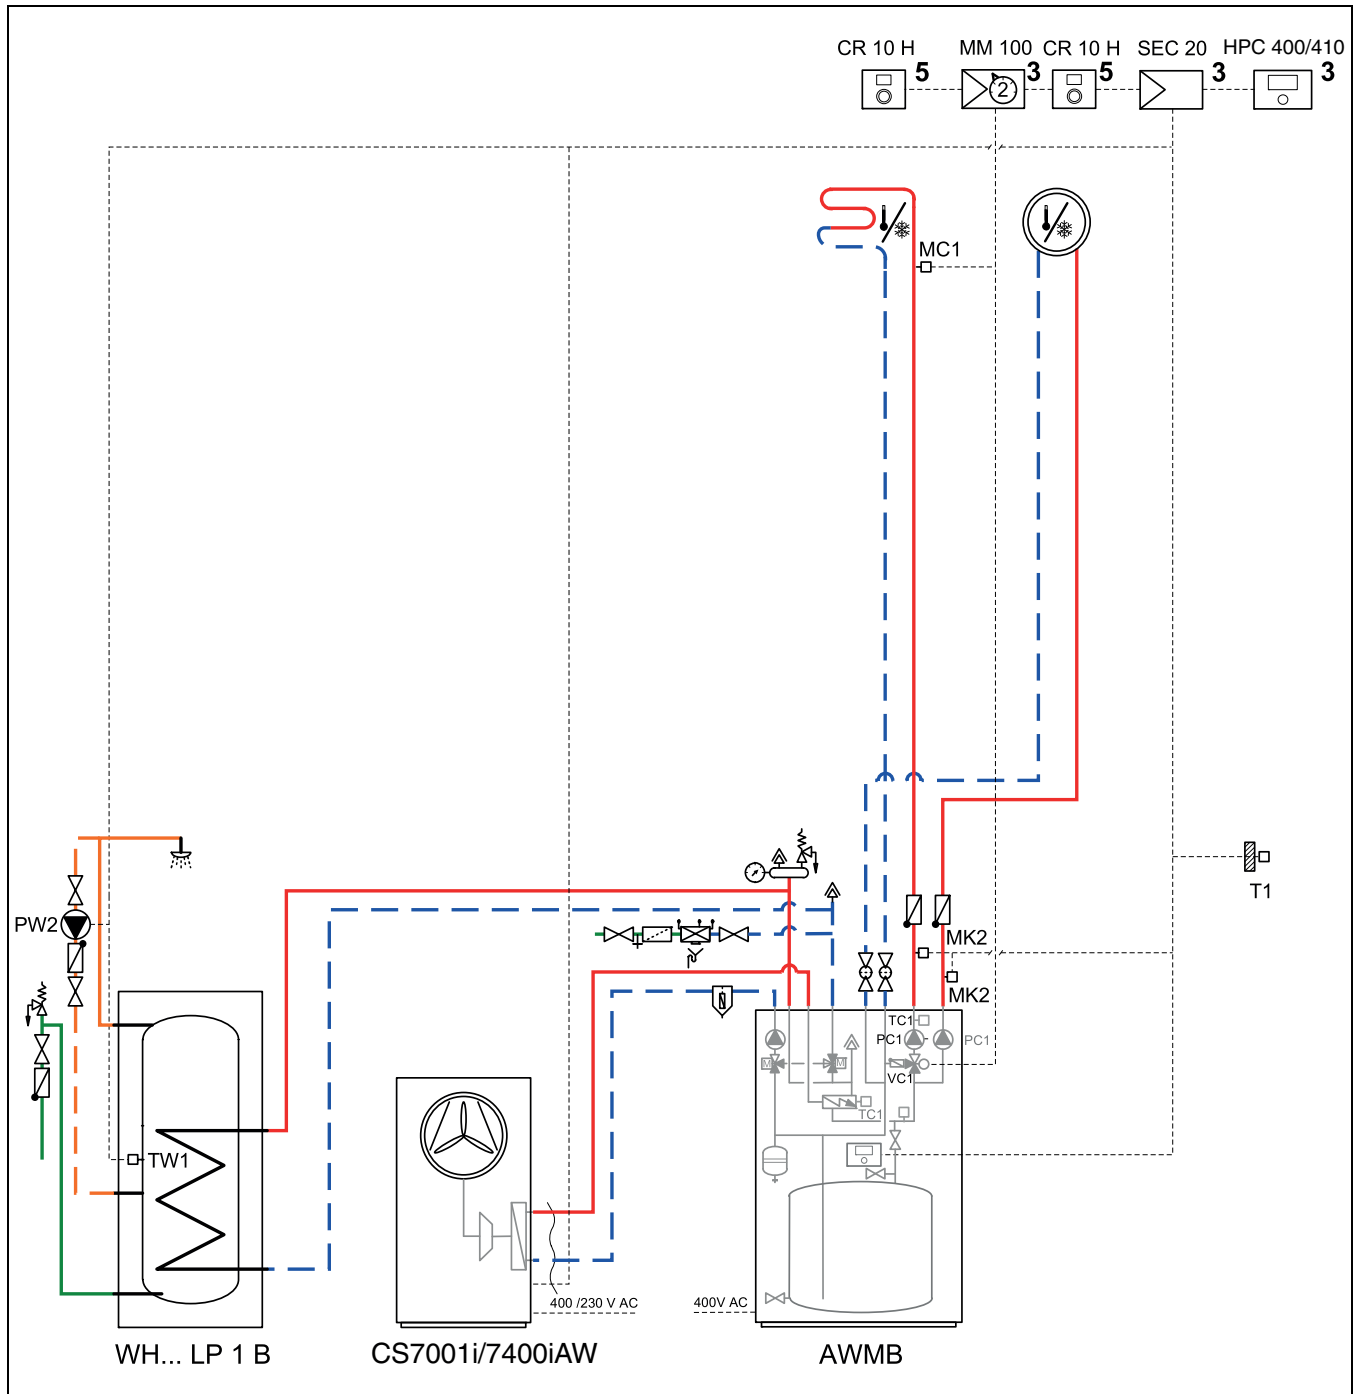 CR 10 H MM 100 CR 10 H SEC 20 HPC 400/410
5 3 5 3 3
2
MC1
PW2
T1
MK2
MK2
TC1
PC1 PC1
M M
VC1
TC1
TW1
400 /230 V AC 400V AC
WH... LP 1 B CS7001i/7400iAW AWMB